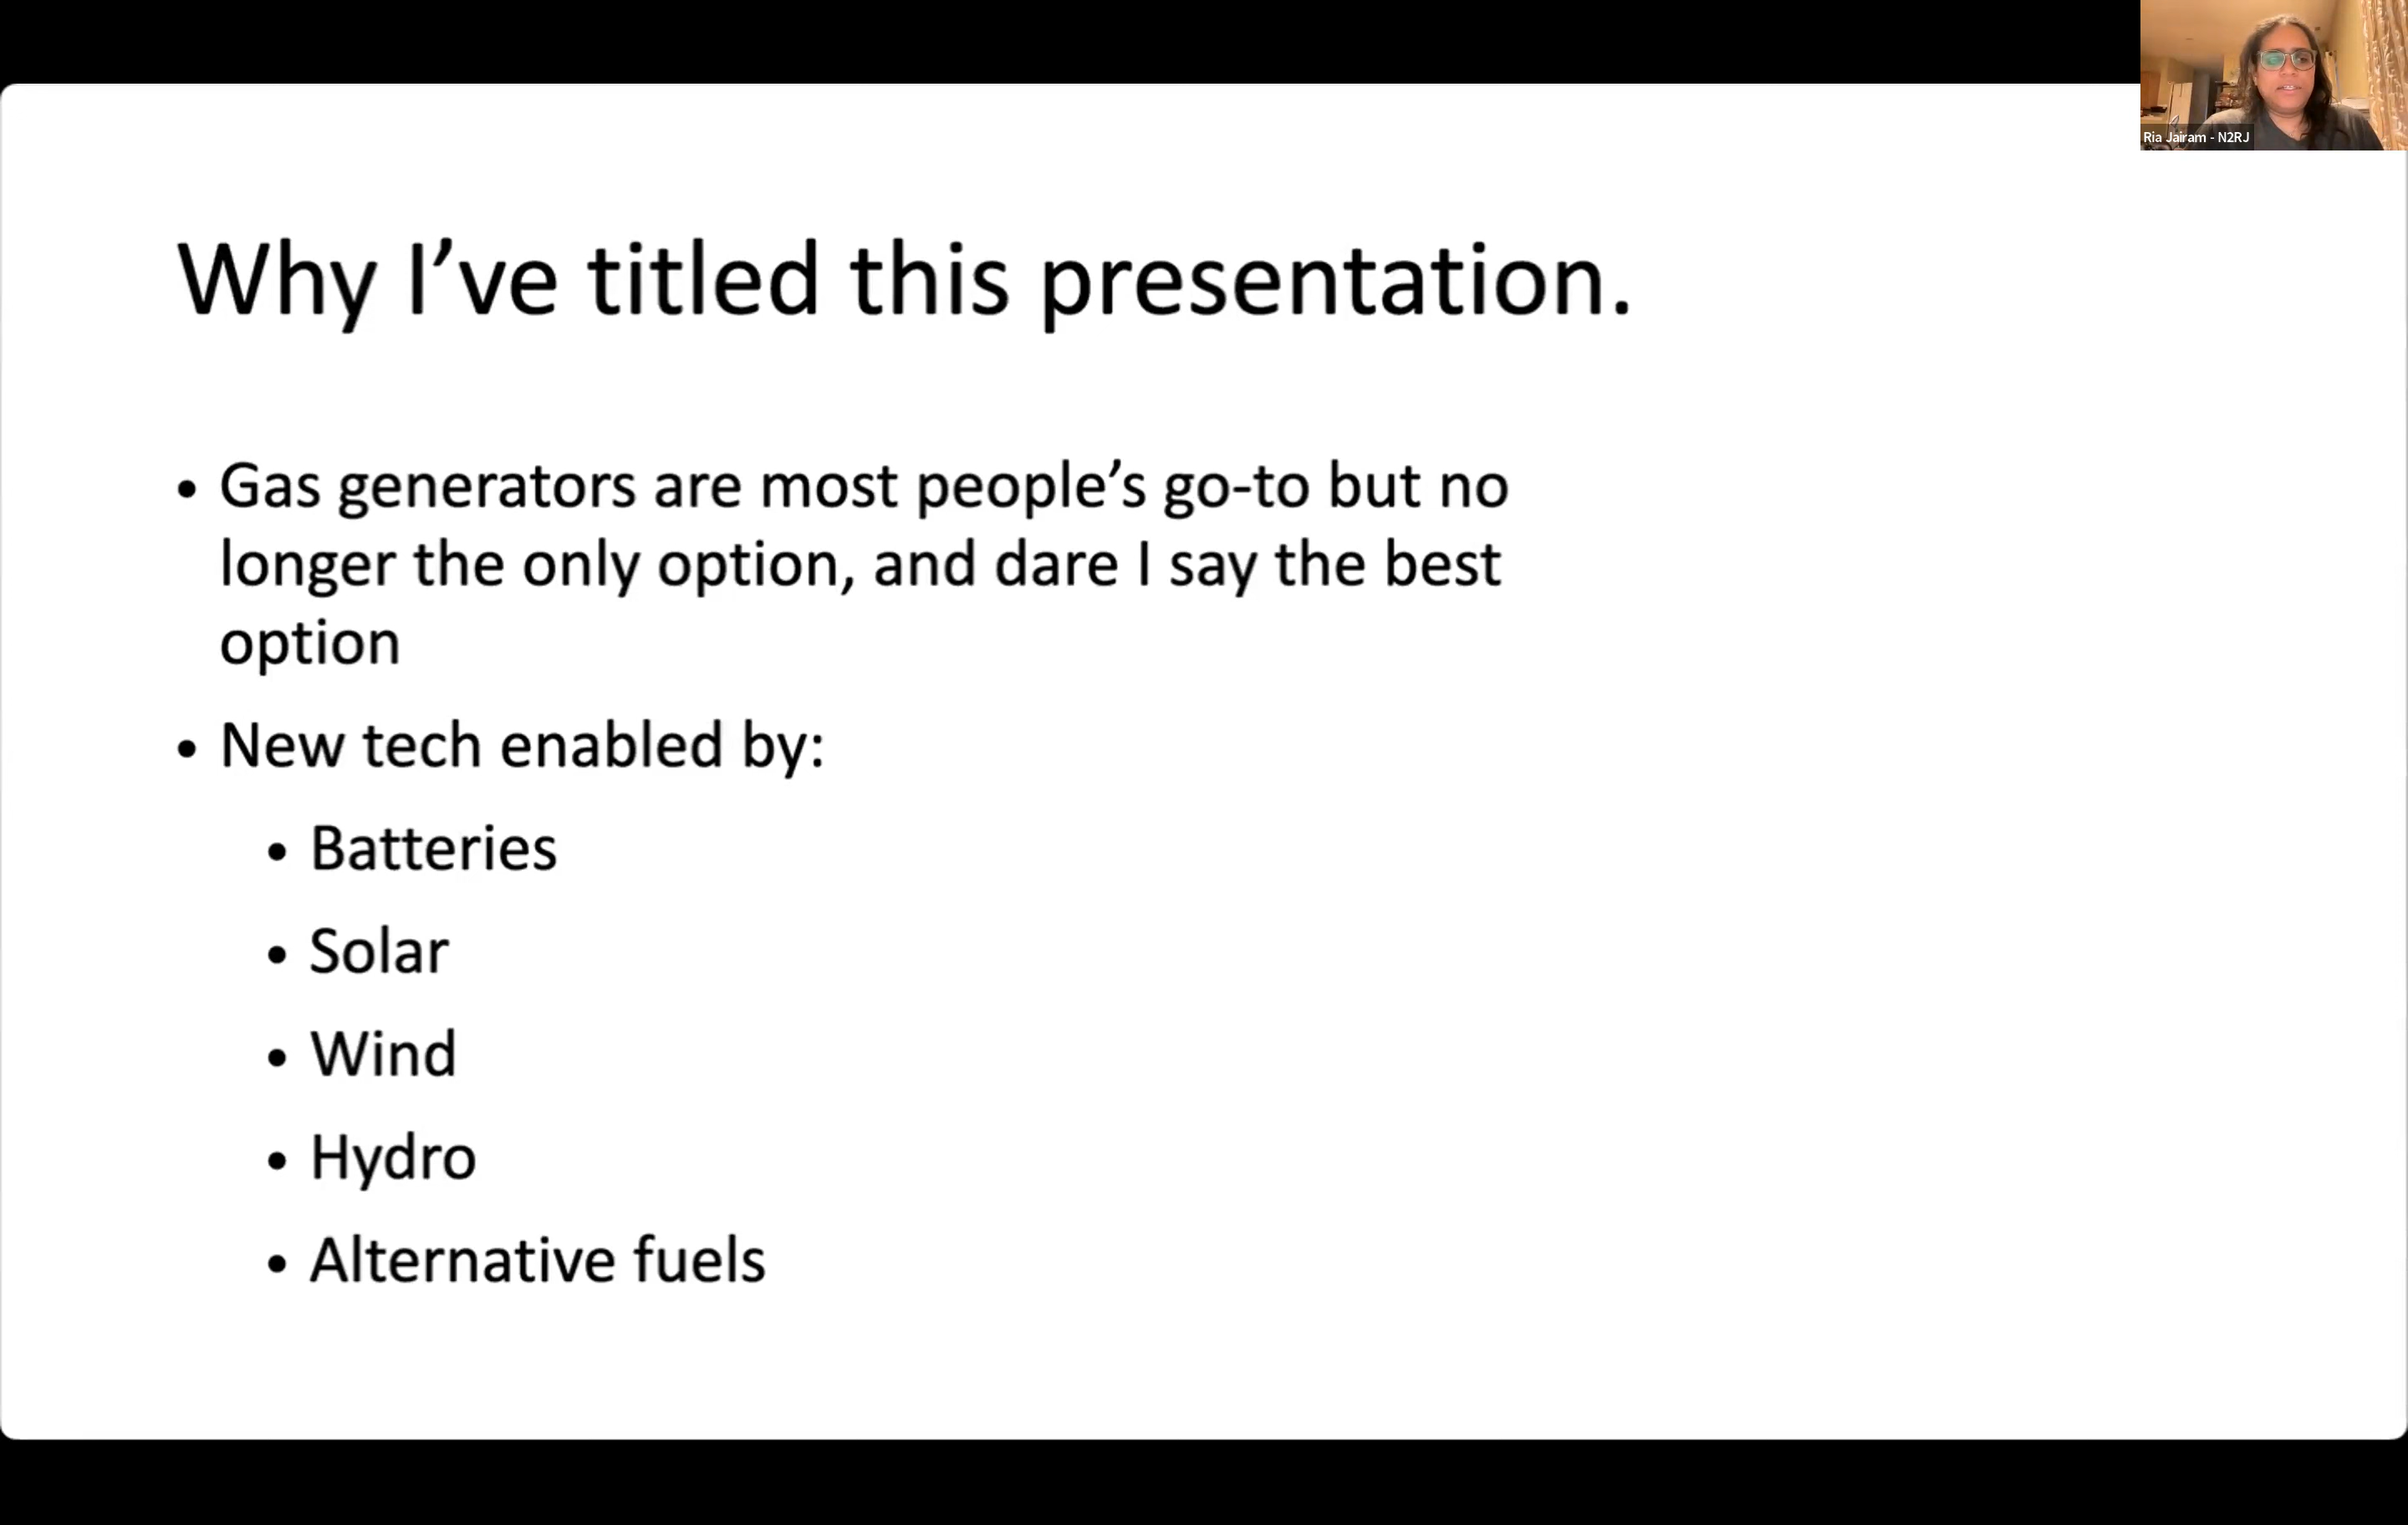 Ria Jairam - N2RJ
Why I’ve titled this presentation.
• Gas generators are most people’s go-to but no
longer the only option, and dare I say the best
option
• New tech enabled by:
• Batteries
• Solar
• Wind
• Hydro
• Alternative fuels